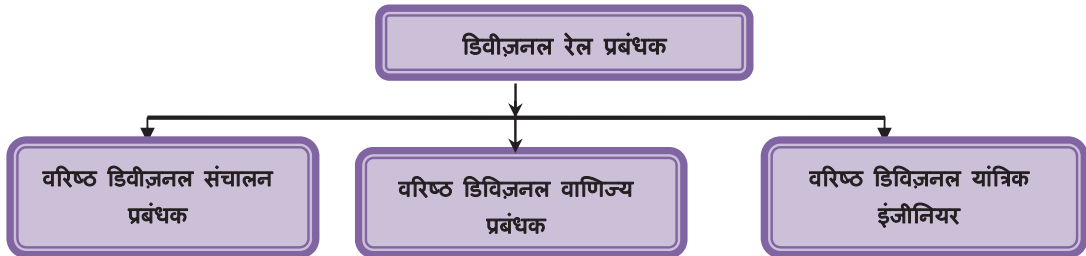 डिवीज़नल रेल प्रबंधक
वरिष्ठ डिवीज़नल संचालन
प्रबंधक
वरिष्ठ डिविज़नल वाणिज्य
प्रबंधक
वरिष्ठ डिविज़नल यांत्रिक
इंजीनियर